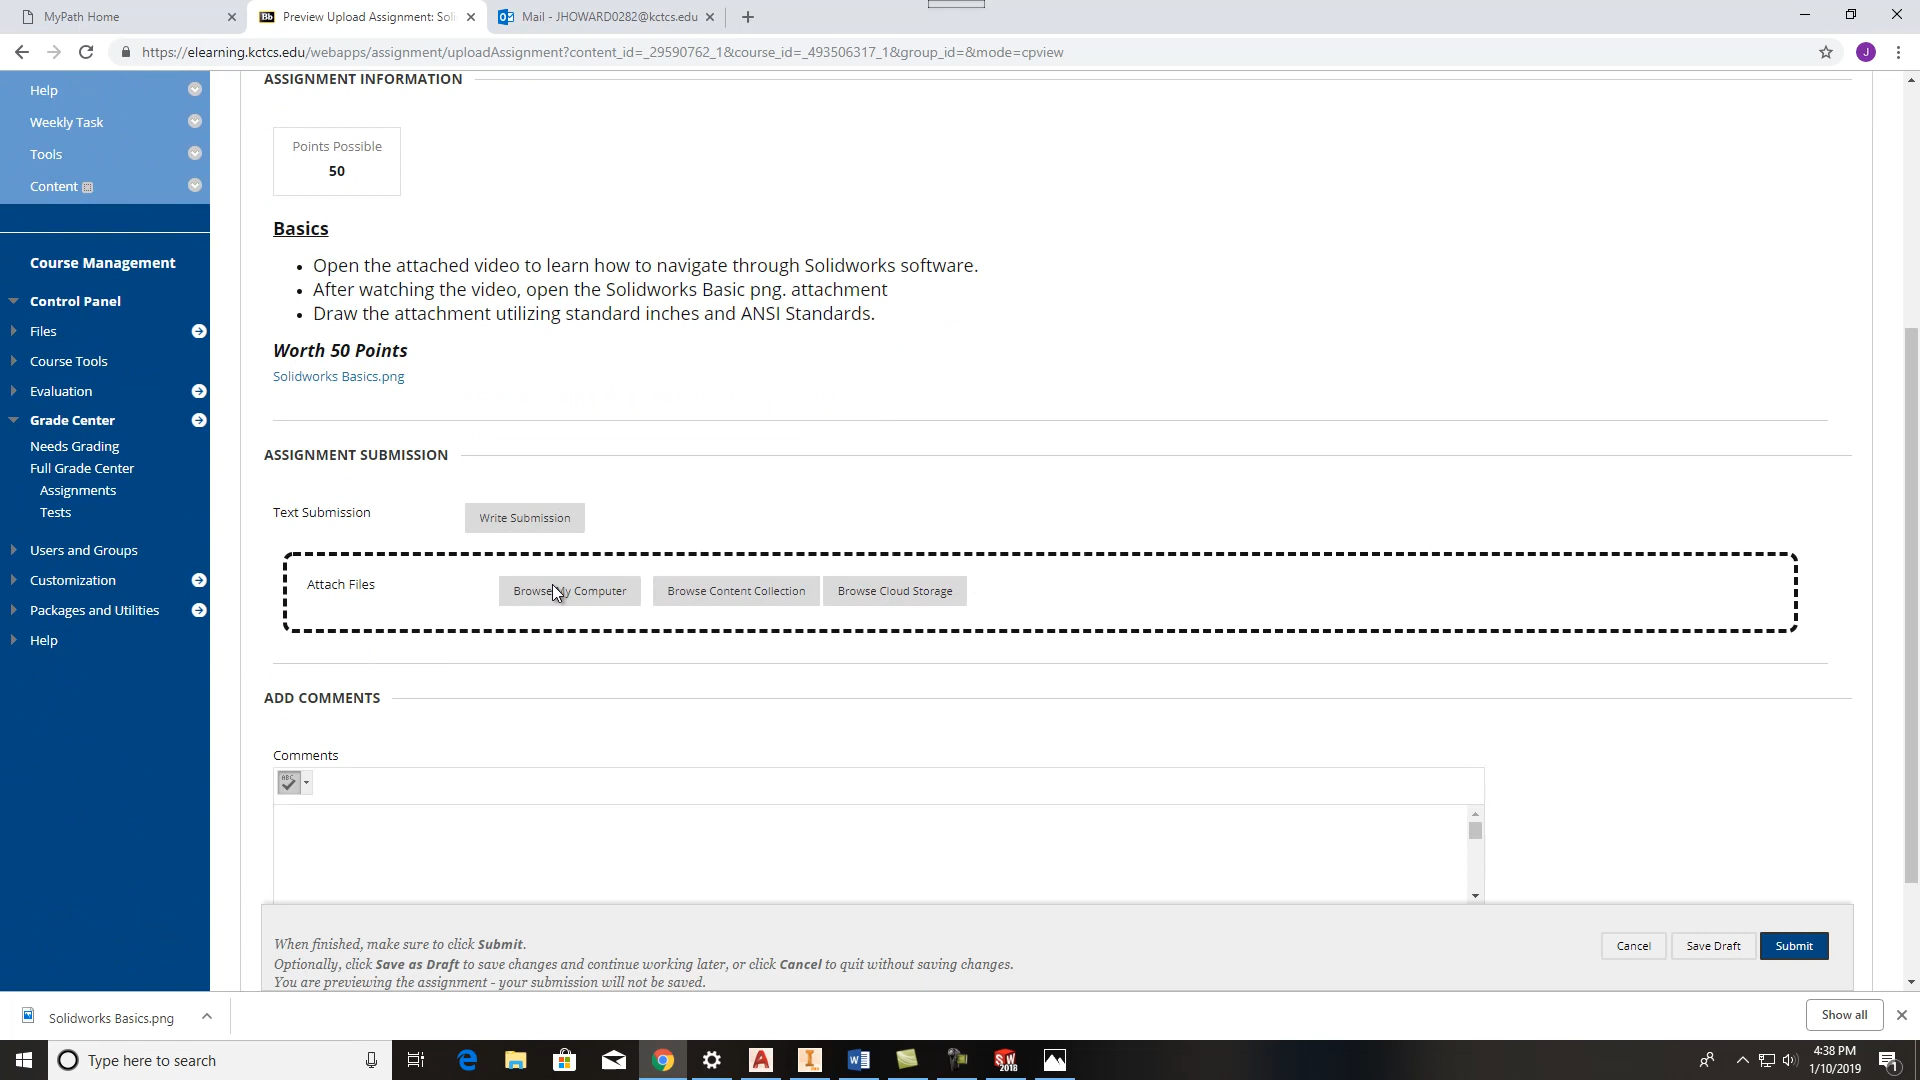 MyPath Home
Bb Preview Upload Assignment: Soli
Mail - JHOWARD0282@kctcs.edu
https://elearning.kctcs.edu/webapps/assignment/uploadAssignment?content_id=_29590762_1&course_id=_493506317_1&group_id=&mode=cpview
J
Help
Weekly Task
Tools
Content
Course Management
Control Panel
Files
Course Tools
Evaluation
Grade Center
Needs Grading
Full Grade Center
Assignments
Tests
Users and Groups
Customization
Packages and Utilities
Help
ASSIGNMENT INFORMATION
Points Possible
50
Basics
• Open the attached video to learn how to navigate through Solidworks software.
• After watching the video, open the Solidworks Basic png. attachment
• Draw the attachment utilizing standard inches and ANSI Standards.
Worth 50 Points
Solidworks Basics.png
ASSIGNMENT SUBMISSION
Text Submission
Write Submission
Attach Files
Browse My Computer
Browse Content Collection
Browse Cloud Storage
ADD COMMENTS
Comments
ABC
When finished, make sure to click Submit.
Optionally, click Save as Draft to save changes and continue working later, or click Cancel to quit without saving changes.
You are previewing the assignment - your submission will not be saved.
Cancel
Save Draft
Submit
Solidworks Basics.png
Show all
Type here to search
SW
2018
4:38 PM
1/10/2019
1